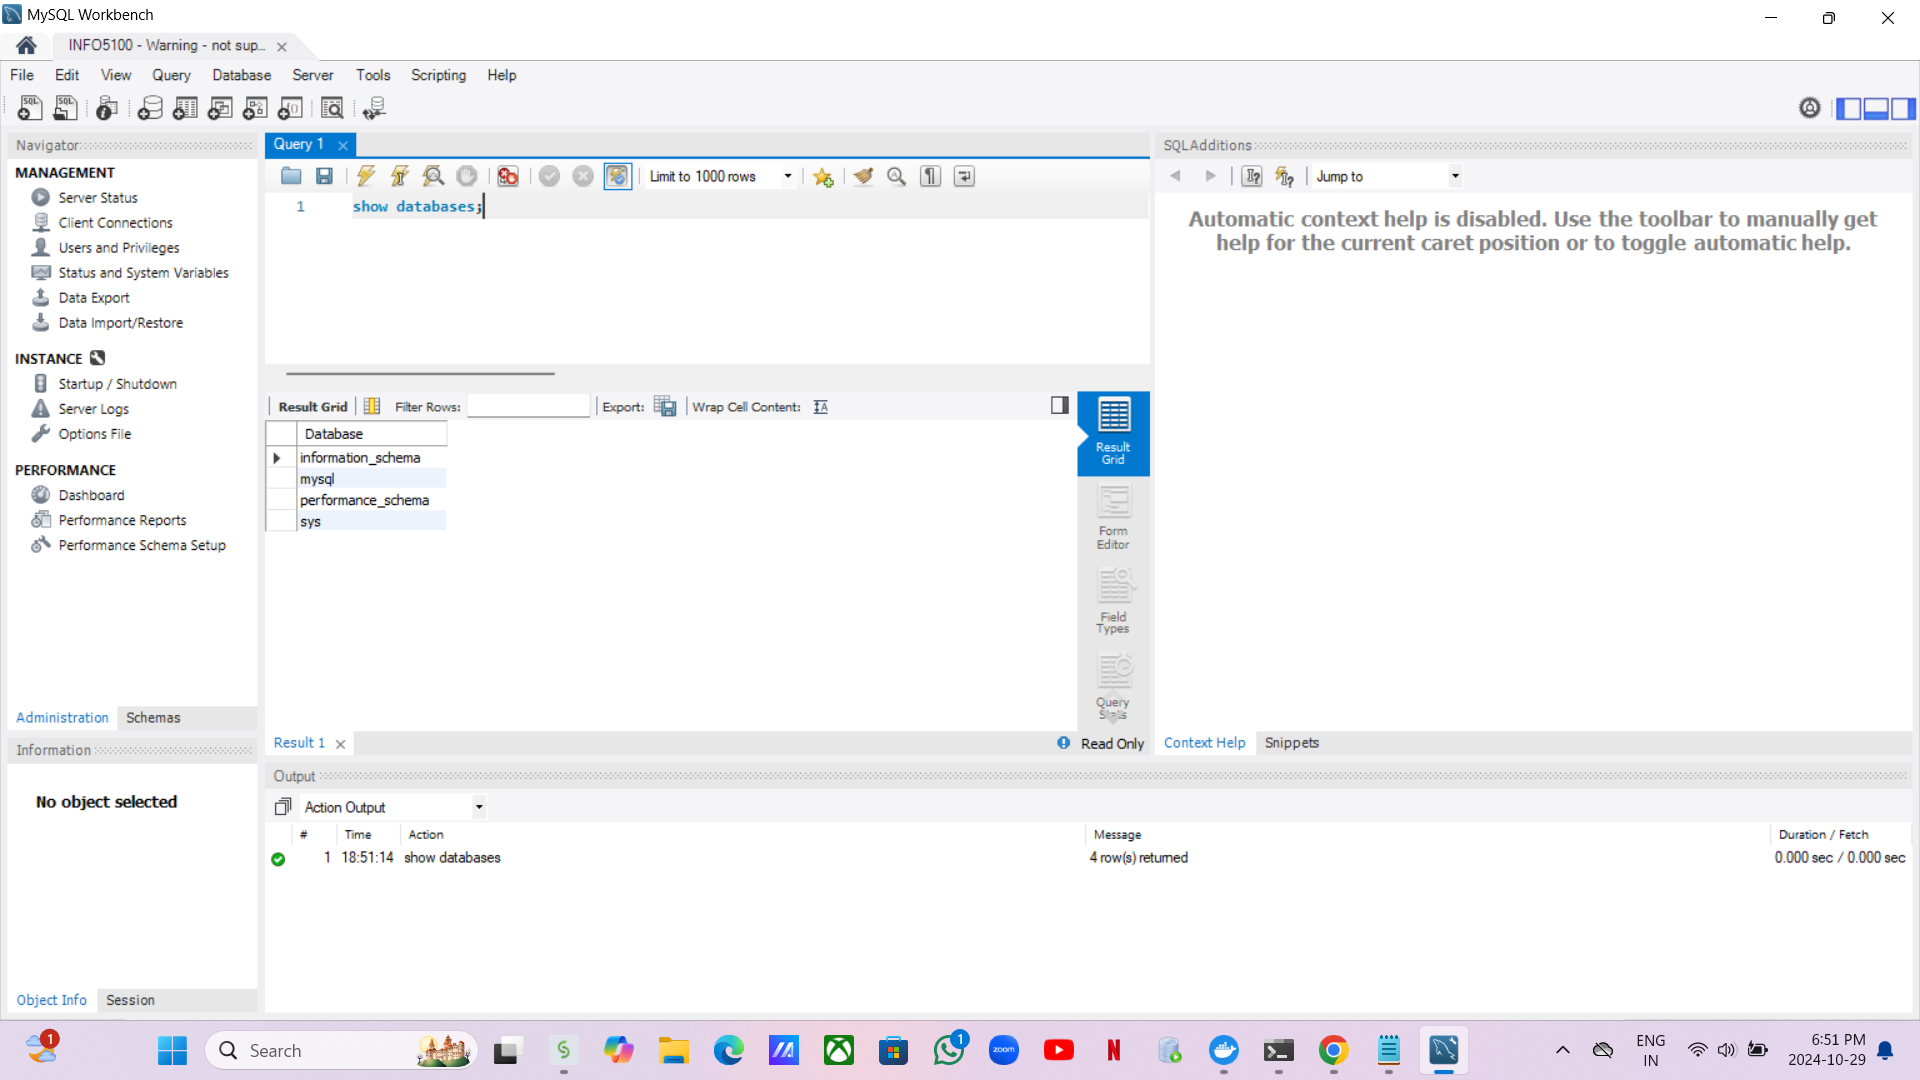 MySQL Workbench
INFO5100 - Warning - not sup...
File Edit View Query Database Server Tools Scripting Help
Navigator
MANAGEMENT
Server Status
Client Connections
Users and Privileges
Status and System Variables
Data Export
Data Import/Restore
INSTANCE
Startup / Shutdown
Server Logs
Options File
PERFORMANCE
Dashboard
Performance Reports
Performance Schema Setup
Administration Schemas
Information
No object selected
Object Info Session
Query 1
Limit to 1000 rows
1 show databases;
Result Grid Filter Rows: Export: Wrap Cell Content:
Database
information_schema
mysql
performance_schema
sys
Result
Grid
Form
Editor
Field
Types
Query
Stats
Result 1 Read Only
SQLAdditions
Jump to
Automatic context help is disabled. Use the toolbar to manually get
help for the current caret position or to toggle automatic help.
Context Help Snippets
Output
Action Output
# Time Action Message Duration / Fetch
1 18:51:14 show databases 4 row(s) returned 0.000 sec / 0.000 sec
1
Search
1
zoom
ENG
IN
6:51 PM
2024-10-29